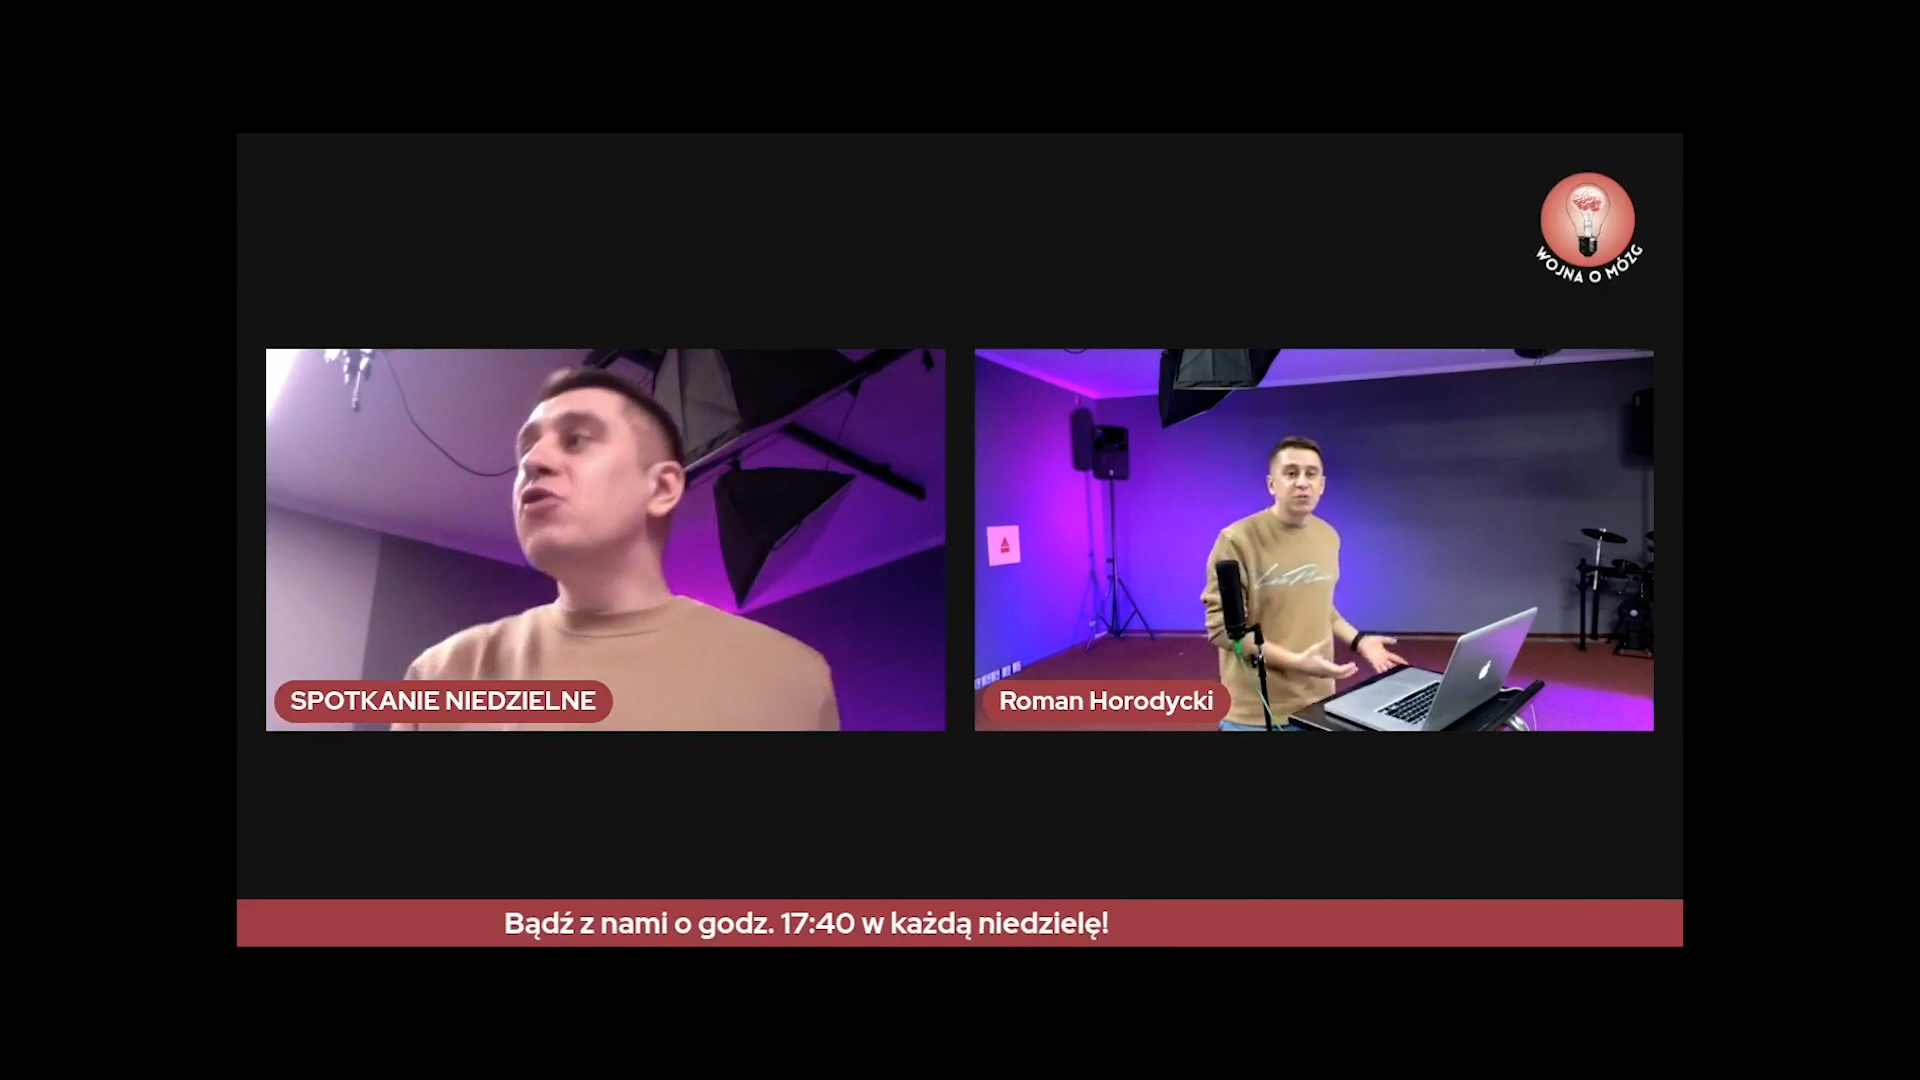 WOJNA O MÓZG
SPOTKANIE NIEDZIELNE
Roman Horodycki
Bądź z nami o godz. 17:40 w każdą niedzielę!